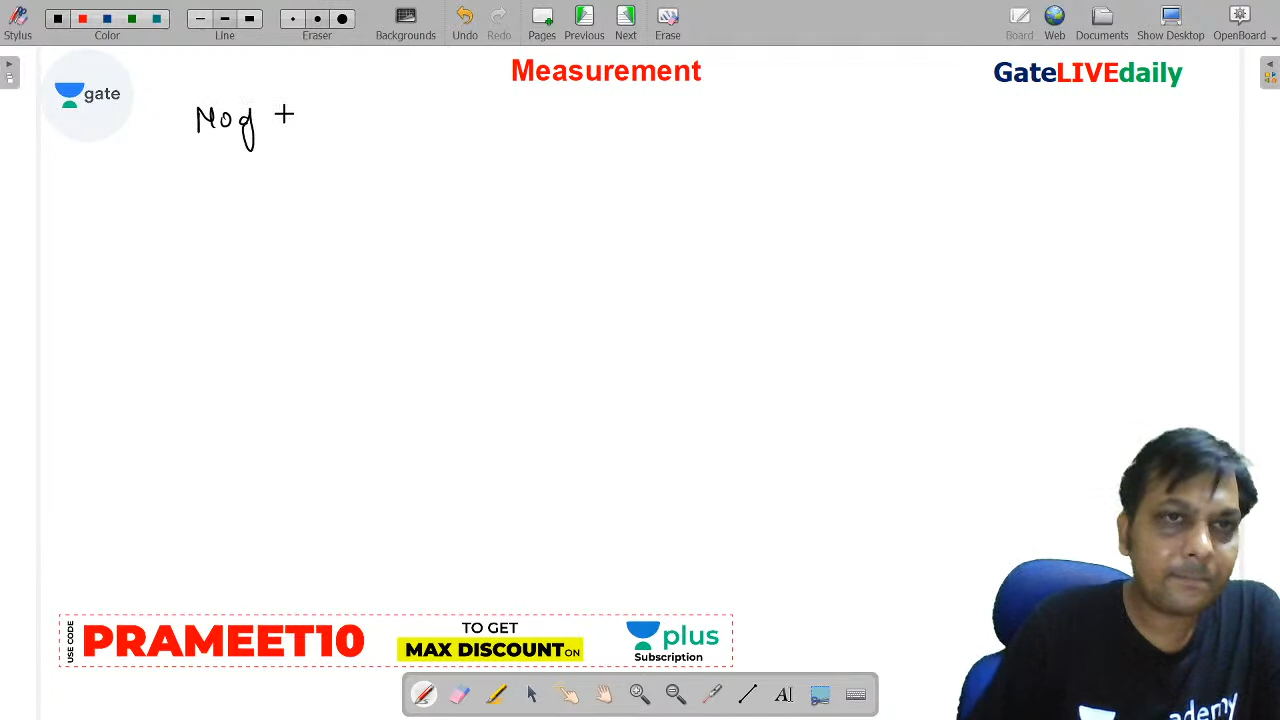 Stylus Color Line Eraser Backgrounds Undo Redo Pages Previous Next Erase Board Web Documents Show Desktop OpenBoard
gate
Measurement
GateLIVEdaily
+
USE CODE
PRAMEET10
TO GET
MAX DISCOUNT ON
plus
Subscription
AI